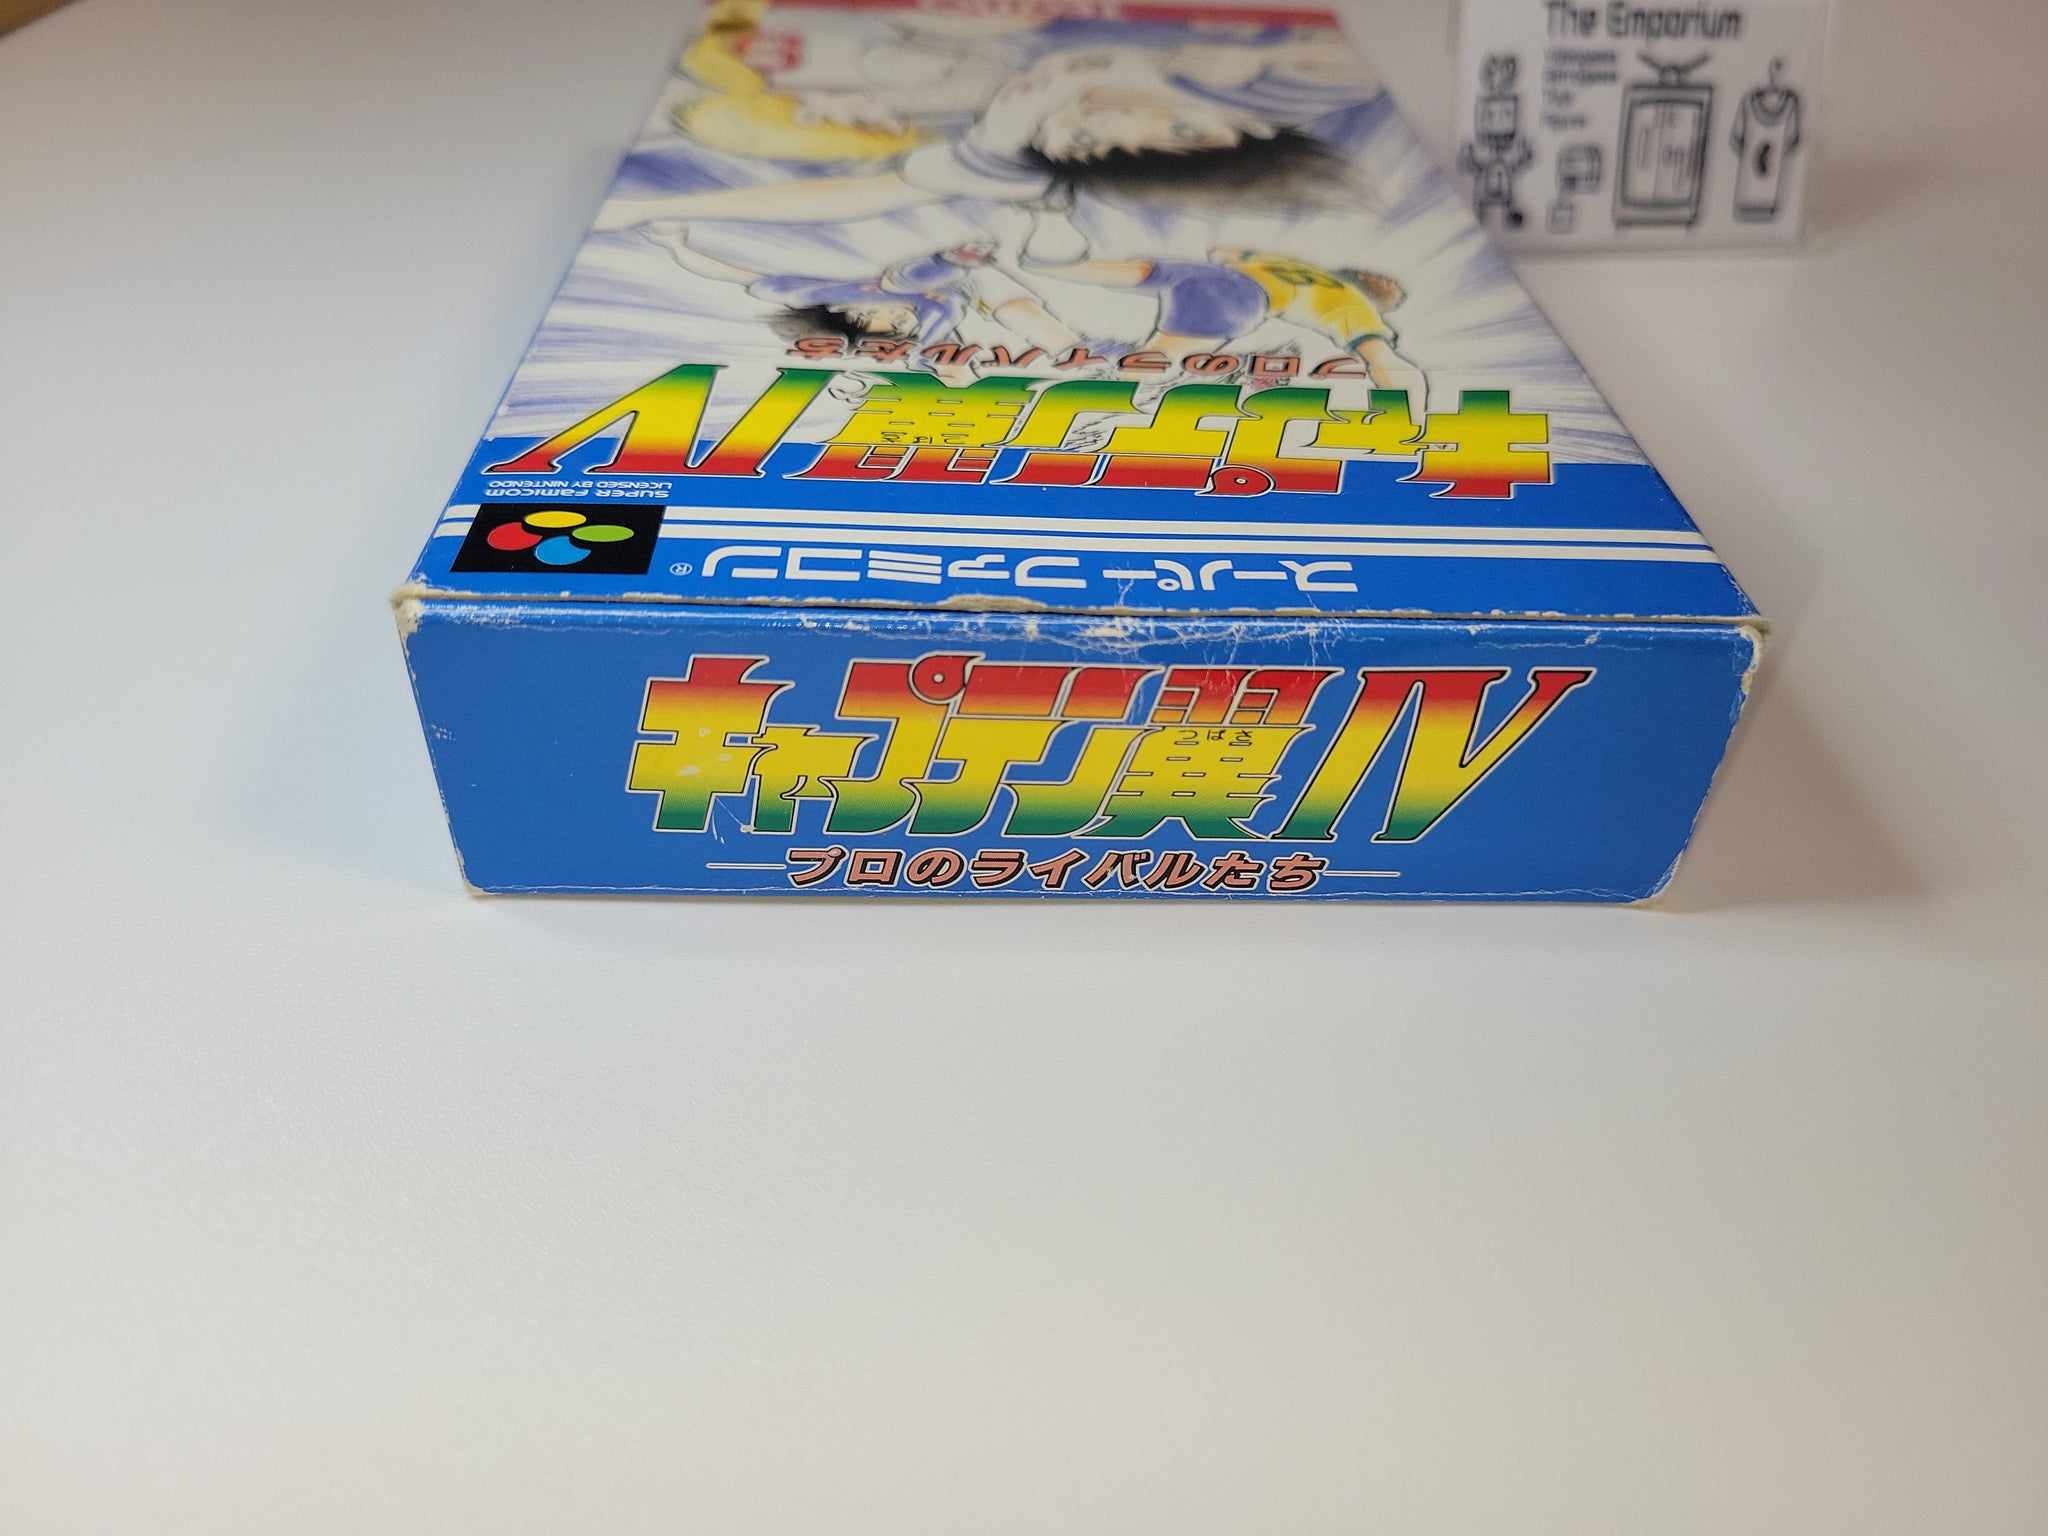 The Emporium
プロのライバルたち
キャプテン翼IV
つばさ
SUPER FAMICOM
LICENSED BY NINTENDO
スーパーファミコン®
キャプテン翼IV
つばさ
プロのライバルたち